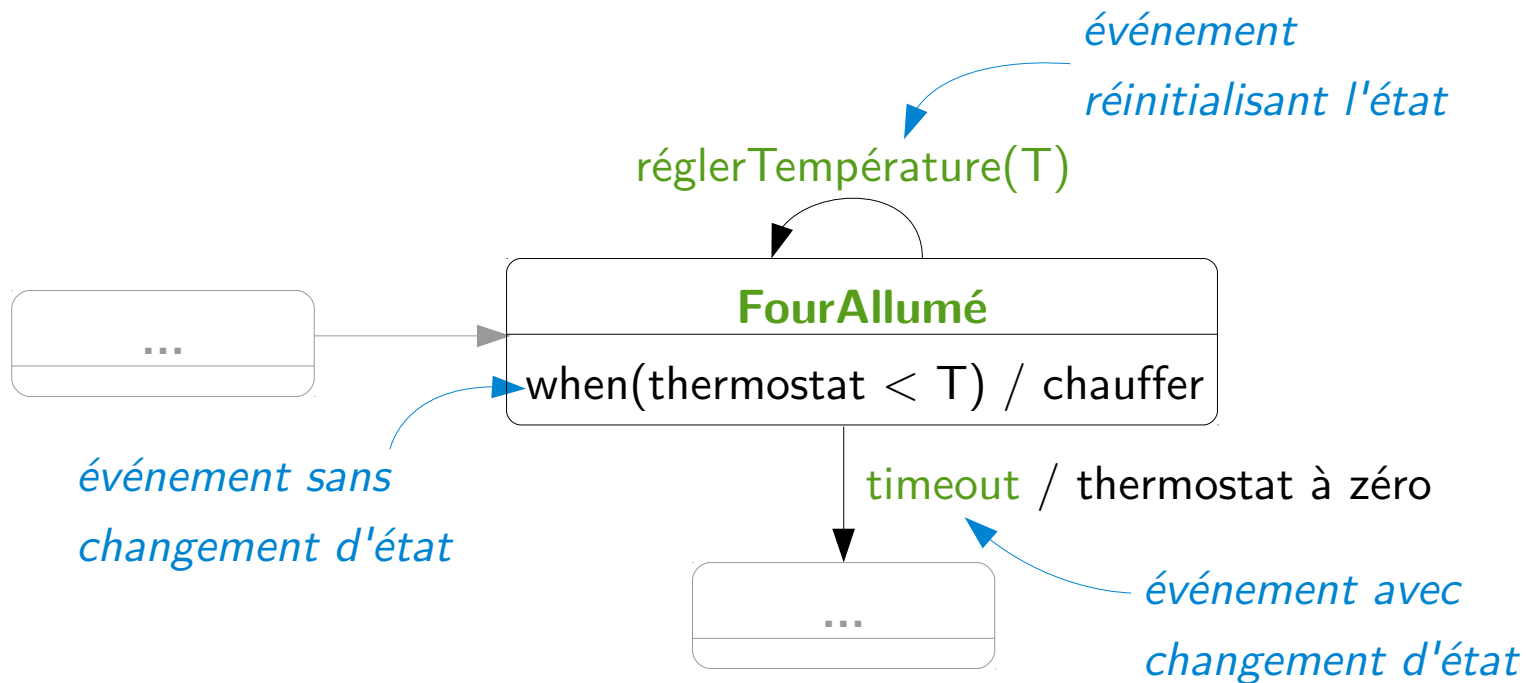 événement
réinitialisant l'état
réglerTempérature(T)
FourAllumé
...
when(thermostat < T) / chauffer
événement sans
changement d'état
timeout / thermostat à zéro
...
événement avec
changement d'état